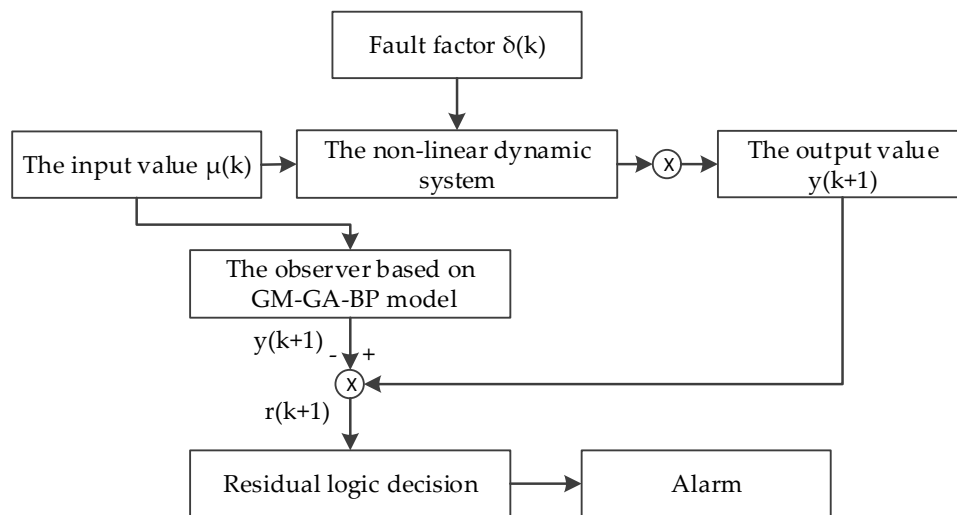 Fault factor δ(k)
The input value μ(k)
The non-linear dynamic
system
X
The output value
y(k+1)
The observer based on
GM-GA-BP model
y(k+1)
- +
X
r(k+1)
Residual logic decision
Alarm